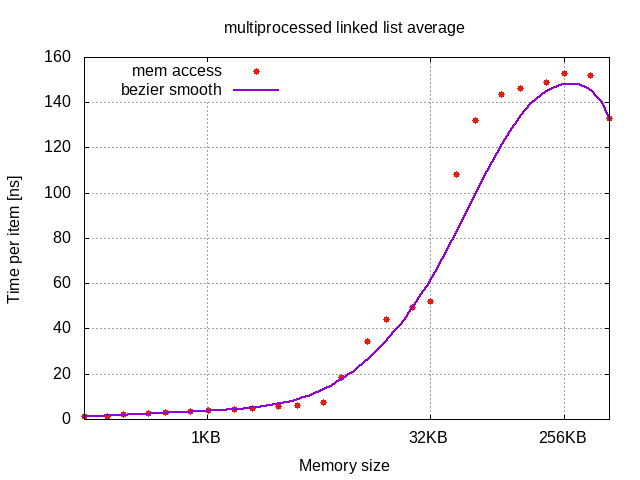 multiprocessed linked list average
160
140
120
100
80
60
40
20
0
mem access
bezier smooth
Time per item [ns]
1KB 32KB 256KB
Memory size